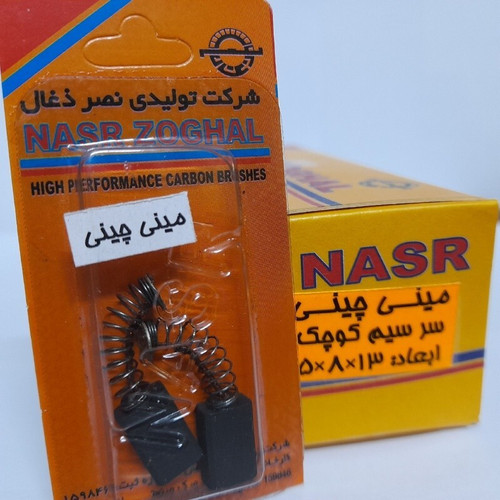 شرکت تولیدی نصر ذغال
NASR ZOGHAL
HIGH PERFORMANCE CARBON BRUSHES
مینی چینی
NASR
مینی چینی
سر سیم کوچک
ابعاد: ۵×۸×۱۳